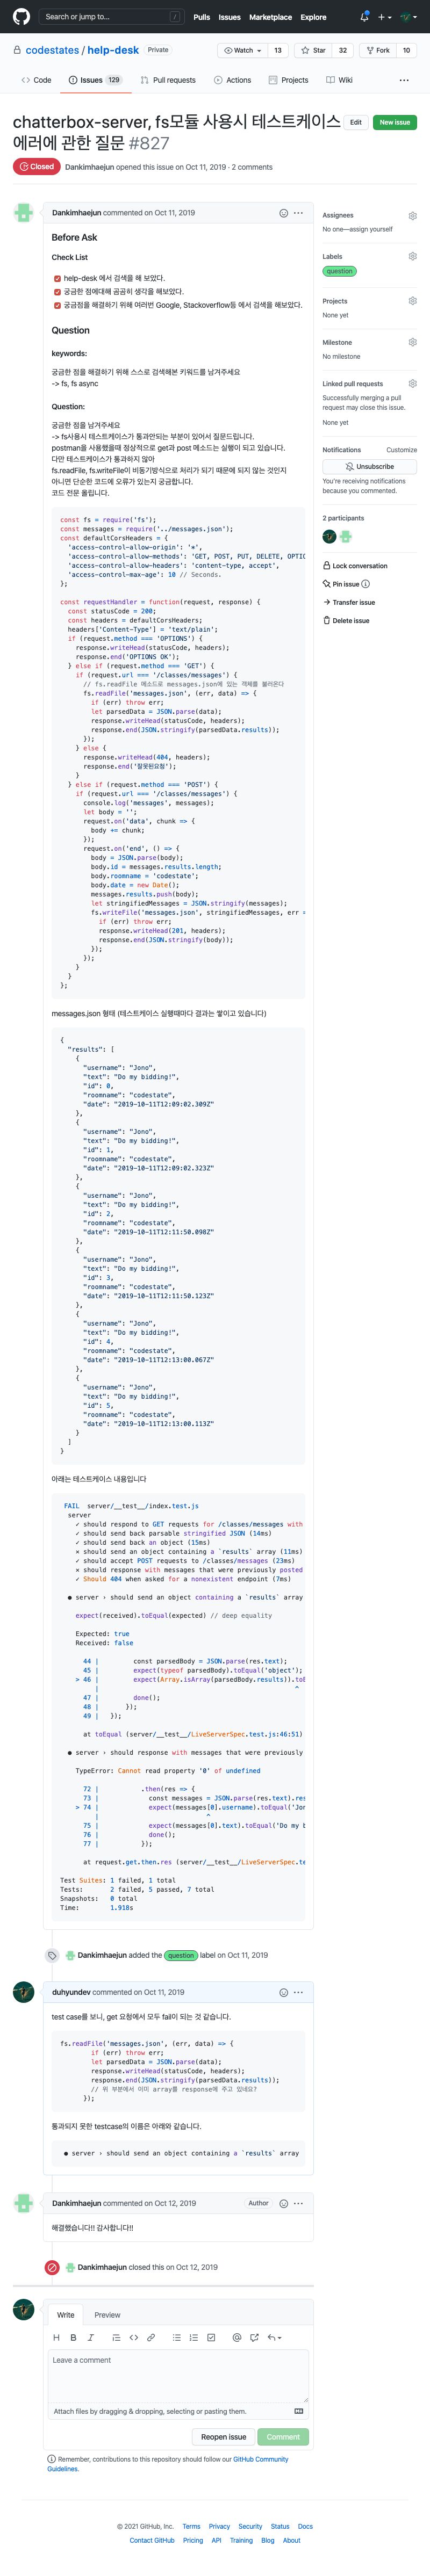 Search or jump to...
/
Pulls Issues Marketplace Explore
codestates / help-desk Private
Watch 13 Star 32 Fork 10
Code Issues 129 Pull requests Actions Projects Wiki
chatterbox-server, fs모듈 사용시 테스트케이스
에러에 관한 질문 #827
Edit New issue
Closed Dankimhaejun opened this issue on Oct 11, 2019 · 2 comments
Dankimhaejun commented on Oct 11, 2019
Before Ask
Check List
help-desk 에서 검색을 해 보았다.
궁금한 점에대해 곰곰히 생각을 해보았다.
궁금점을 해결하기 위해 여러번 Google, Stackoverflow등 에서 검색을 해보았다.
Question
keywords:
궁금한 점을 해결하기 위해 스스로 검색해본 키워드를 남겨주세요
-> fs, fs async
Question:
궁금한 점을 남겨주세요
-> fs사용시 테스트케이스가 통과안되는 부분이 있어서 질문드립니다.
postman을 사용했을때 정상적으로 get과 post 메소드는 실행이 되고 있습니다.
다만 테스트케이스가 통과하지 않아
fs.readFile, fs.writeFile이 비동기방식으로 처리가 되기 때문에 되지 않는 것인지
아니면 단순한 코드에 오류가 있는지 궁금합니다.
코드 전문 올립니다.
const fs = require('fs');
const messages = require('../messages.json');
const defaultCorsHeaders = {
'access-control-allow-origin': '*',
'access-control-allow-methods': 'GET, POST, PUT, DELETE, OPTIO
'access-control-allow-headers': 'content-type, accept',
'access-control-max-age': 10 // Seconds.
};
const requestHandler = function(request, response) {
const statusCode = 200;
const headers = defaultCorsHeaders;
headers['Content-Type'] = 'text/plain';
if (request.method === 'OPTIONS') {
response.writeHead(statusCode, headers);
response.end('OPTIONS OK');
} else if (request.method === 'GET') {
if (request.url === '/classes/messages') {
// fs.readFile 메소드로 messages.json에 있는 객체를 불러온다
fs.readFile('messages.json', (err, data) => {
if (err) throw err;
let parsedData = JSON.parse(data);
response.writeHead(statusCode, headers);
response.end(JSON.stringify(parsedData.results));
});
} else {
response.writeHead(404, headers);
response.end('잘못된요청');
}
} else if (request.method === 'POST') {
if (request.url === '/classes/messages') {
console.log('messages', messages);
let body = '';
request.on('data', chunk => {
body += chunk;
});
request.on('end', () => {
body = JSON.parse(body);
body.id = messages.results.length;
body.roomname = 'codestate';
body.date = new Date();
messages.results.push(body);
let stringifiedMessages = JSON.stringify(messages);
fs.writeFile('messages.json', stringifiedMessages, err =
if (err) throw err;
response.writeHead(201, headers);
response.end(JSON.stringify(body));
});
});
}
}
};
messages.json 형태 (테스트케이스 실행때마다 결과는 쌓이고 있습니다)
{
"results": [
{
"username": "Jono",
"text": "Do my bidding!",
"id": 0,
"roomname": "codestate",
"date": "2019-10-11T12:09:02.309Z"
},
{
"username": "Jono",
"text": "Do my bidding!",
"id": 1,
"roomname": "codestate",
"date": "2019-10-11T12:09:02.323Z"
},
{
"username": "Jono",
"text": "Do my bidding!",
"id": 2,
"roomname": "codestate",
"date": "2019-10-11T12:11:50.098Z"
},
{
"username": "Jono",
"text": "Do my bidding!",
"id": 3,
"roomname": "codestate",
"date": "2019-10-11T12:11:50.123Z"
},
{
"username": "Jono",
"text": "Do my bidding!",
"id": 4,
"roomname": "codestate",
"date": "2019-10-11T12:13:00.067Z"
},
{
"username": "Jono",
"text": "Do my bidding!",
"id": 5,
"roomname": "codestate",
"date": "2019-10-11T12:13:00.113Z"
}
]
}
아래는 테스트케이스 내용입니다
FAIL server/__test__/index.test.js
server
✓ should respond to GET requests for /classes/messages with
✓ should send back parsable stringified JSON (14ms)
✓ should send back an object (15ms)
✕ should send an object containing a `results` array (11ms)
✓ should accept POST requests to /classes/messages (23ms)
✕ should response with messages that were previously posted
✓ Should 404 when asked for a nonexistent endpoint (7ms)
● server › should send an object containing a `results` array
expect(received).toEqual(expected) // deep equality
Expected: true
Received: false
44 | const parsedBody = JSON.parse(res.text);
45 | expect(typeof parsedBody).toEqual('object');
> 46 | expect(Array.isArray(parsedBody.results)).toE
| ^
47 | done();
48 | });
49 | });
at toEqual (server/__test__/LiveServerSpec.test.js:46:51)
● server › should response with messages that were previously
TypeError: Cannot read property '0' of undefined
72 | .then(res => {
73 | const messages = JSON.parse(res.text).res
> 74 | expect(messages[0].username).toEqual('Jon
| ^
75 | expect(messages[0].text).toEqual('Do my b
76 | done();
77 | });
at request.get.then.res (server/__test__/LiveServerSpec.te
Test Suites: 1 failed, 1 total
Tests: 2 failed, 5 passed, 7 total
Snapshots: 0 total
Time: 1.918s
Dankimhaejun added the question label on Oct 11, 2019
duhyundev commented on Oct 11, 2019
test case를 보니, get 요청에서 모두 fail이 되는 것 같습니다.
fs.readFile('messages.json', (err, data) => {
if (err) throw err;
let parsedData = JSON.parse(data);
response.writeHead(statusCode, headers);
response.end(JSON.stringify(parsedData.results));
// 위 부분에서 이미 array를 response에 주고 있네요?
});
통과되지 못한 testcase의 이름은 아래와 같습니다.
● server › should send an object containing a `results` array
Dankimhaejun commented on Oct 12, 2019 Author
해결했습니다!! 감사합니다!!
Dankimhaejun closed this on Oct 12, 2019
Write Preview
Leave a comment
Attach files by dragging & dropping, selecting or pasting them.
Reopen issue Comment
Remember, contributions to this repository should follow our GitHub Community
Guidelines.
Assignees
No one—assign yourself
Labels
question
Projects
None yet
Milestone
No milestone
Linked pull requests
Successfully merging a pull
request may close this issue.
None yet
Notifications Customize
Unsubscribe
You're receiving notifications
because you commented.
2 participants
Lock conversation
Pin issue
Transfer issue
Delete issue
© 2021 GitHub, Inc. Terms Privacy Security Status Docs
Contact GitHub Pricing API Training Blog About